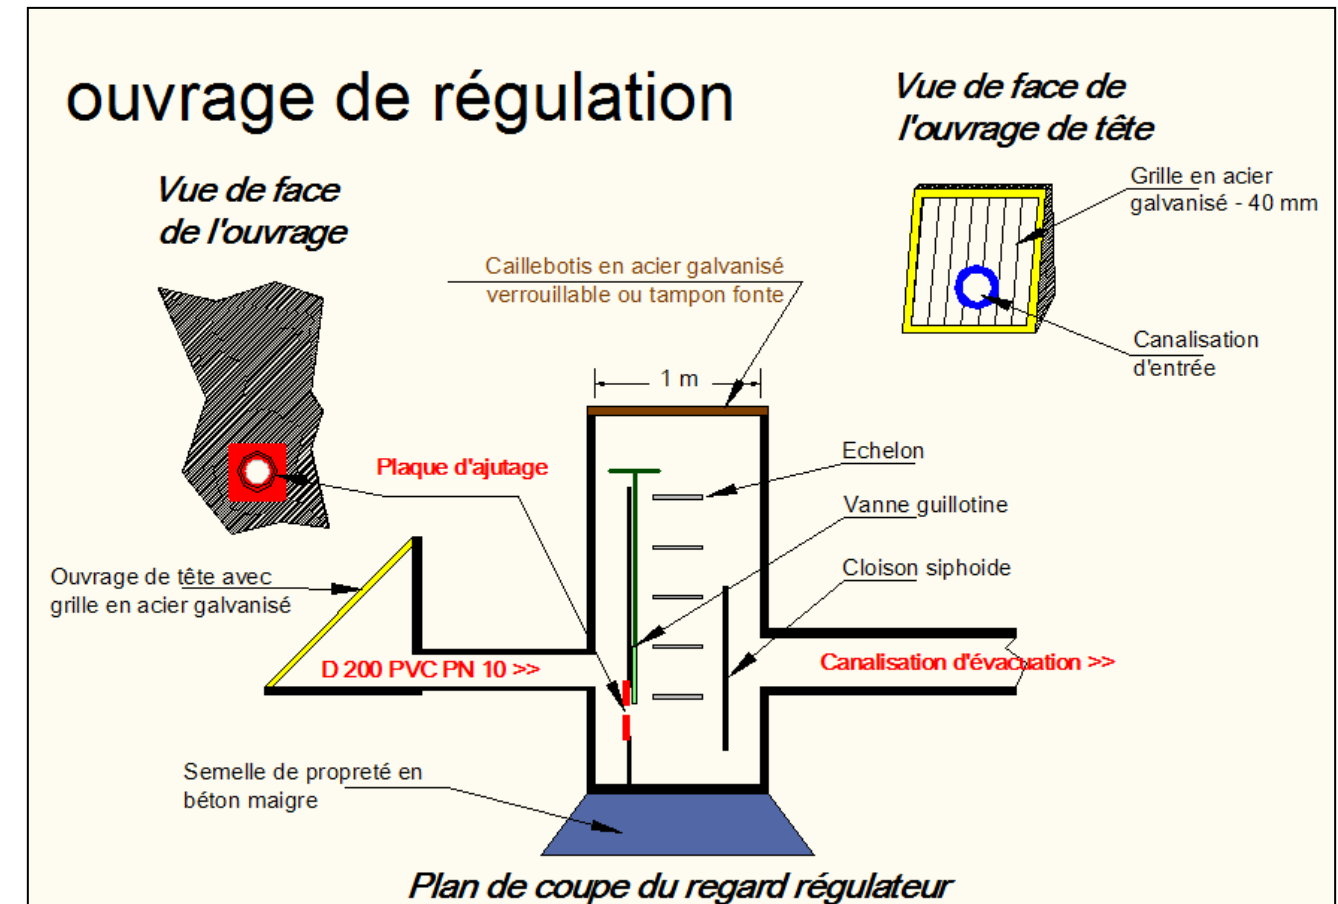 ouvrage de régulation
Vue de face de
l'ouvrage de tête
Vue de face
de l'ouvrage
Grille en acier
galvanisé - 40 mm
Caillebotis en acier galvanisé
verrouillable ou tampon fonte
Canalisation
d'entrée
1 m
Plaque d'ajutage
Echelon
Vanne guillotine
Cloison siphoide
Ouvrage de tête avec
grille en acier galvanisé
D 200 PVC PN 10 >>
Canalisation d'évacuation >>
Semelle de propreté en
béton maigre
Plan de coupe du regard régulateur